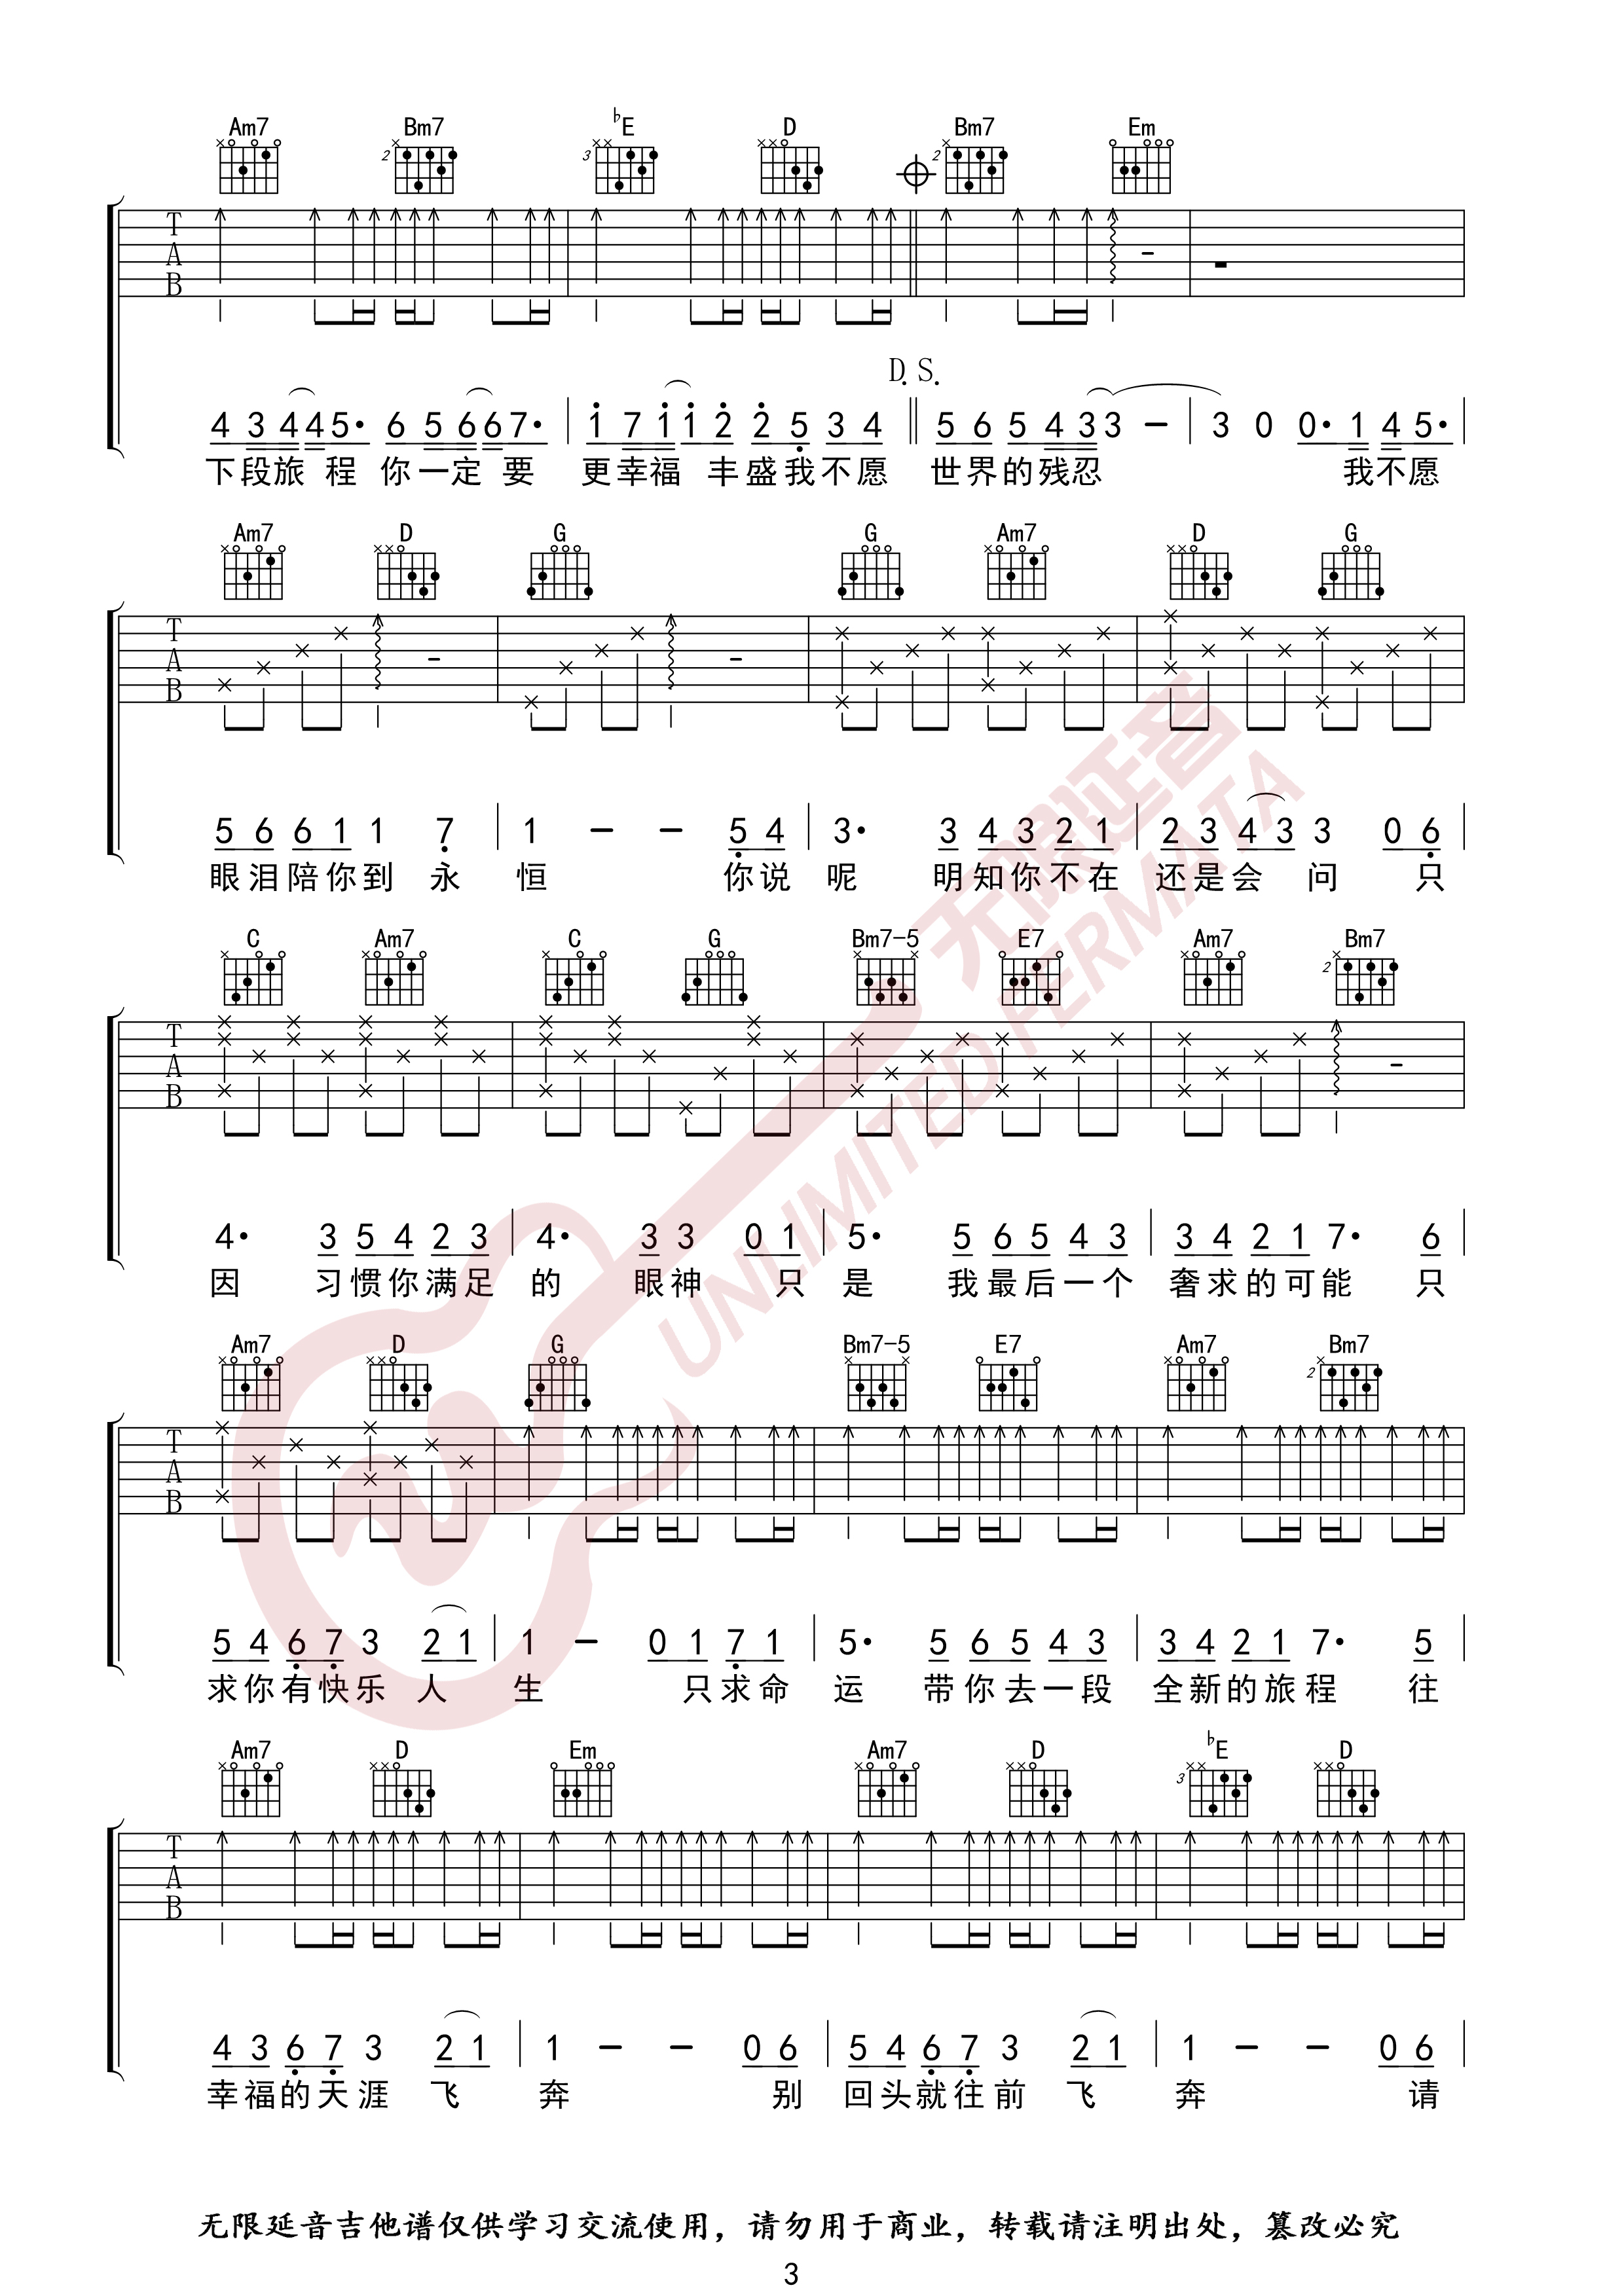 Am7 Bm7 ♭E D Bm7 Em
2 3 2
T
A
B
D.S.
4 3 4 4 5· 6 5 6 6 7· | 1 7 1 1 2 2 5 3 4 || 5 6 5 4 3 3 - | 3 0 0· 1 4 5· |
下段旅 程 你一定 要 更幸福 丰盛我不愿 世界的残忍 我不愿
Am7 D G G Am7 D G
T
A
B
5 6 6 1 1 7 | 1 - - 5 4 | 3· 3 4 3 2 1 | 2 3 4 3 3 0 6 |
眼泪陪你到 永 恒 你说 呢 明知你不在 还是会 问 只
C Am7 C G Bm7-5 E7 Am7 Bm7
2
T
A
B
4· 3 5 4 2 3 | 4· 3 3 0 1 | 5· 5 6 5 4 3 | 3 4 2 1 7· 6 |
因 习惯你满足 的 眼神 只 是 我最后一个 奢求的可能 只
Am7 D G Bm7-5 E7 Am7 Bm7
2
T
A
B
5 4 6 7 3 2 1 | 1 - 0 1 7 1 | 5· 5 6 5 4 3 | 3 4 2 1 7· 5 |
求你有快乐 人 生 只求命 运 带你去一段 全新的旅程 往
Am7 D Em Am7 D ♭E D
3
T
A
B
4 3 6 7 3 2 1 | 1 - - 0 6 | 5 4 6 7 3 2 1 | 1 - - 0 6 |
幸福的天涯 飞 奔 别 回头就往前 飞 奔 请
无限延音
UNLIMITED FERMATA
无限延音吉他谱仅供学习交流使用，请勿用于商业，转载请注明出处，篡改必究
3